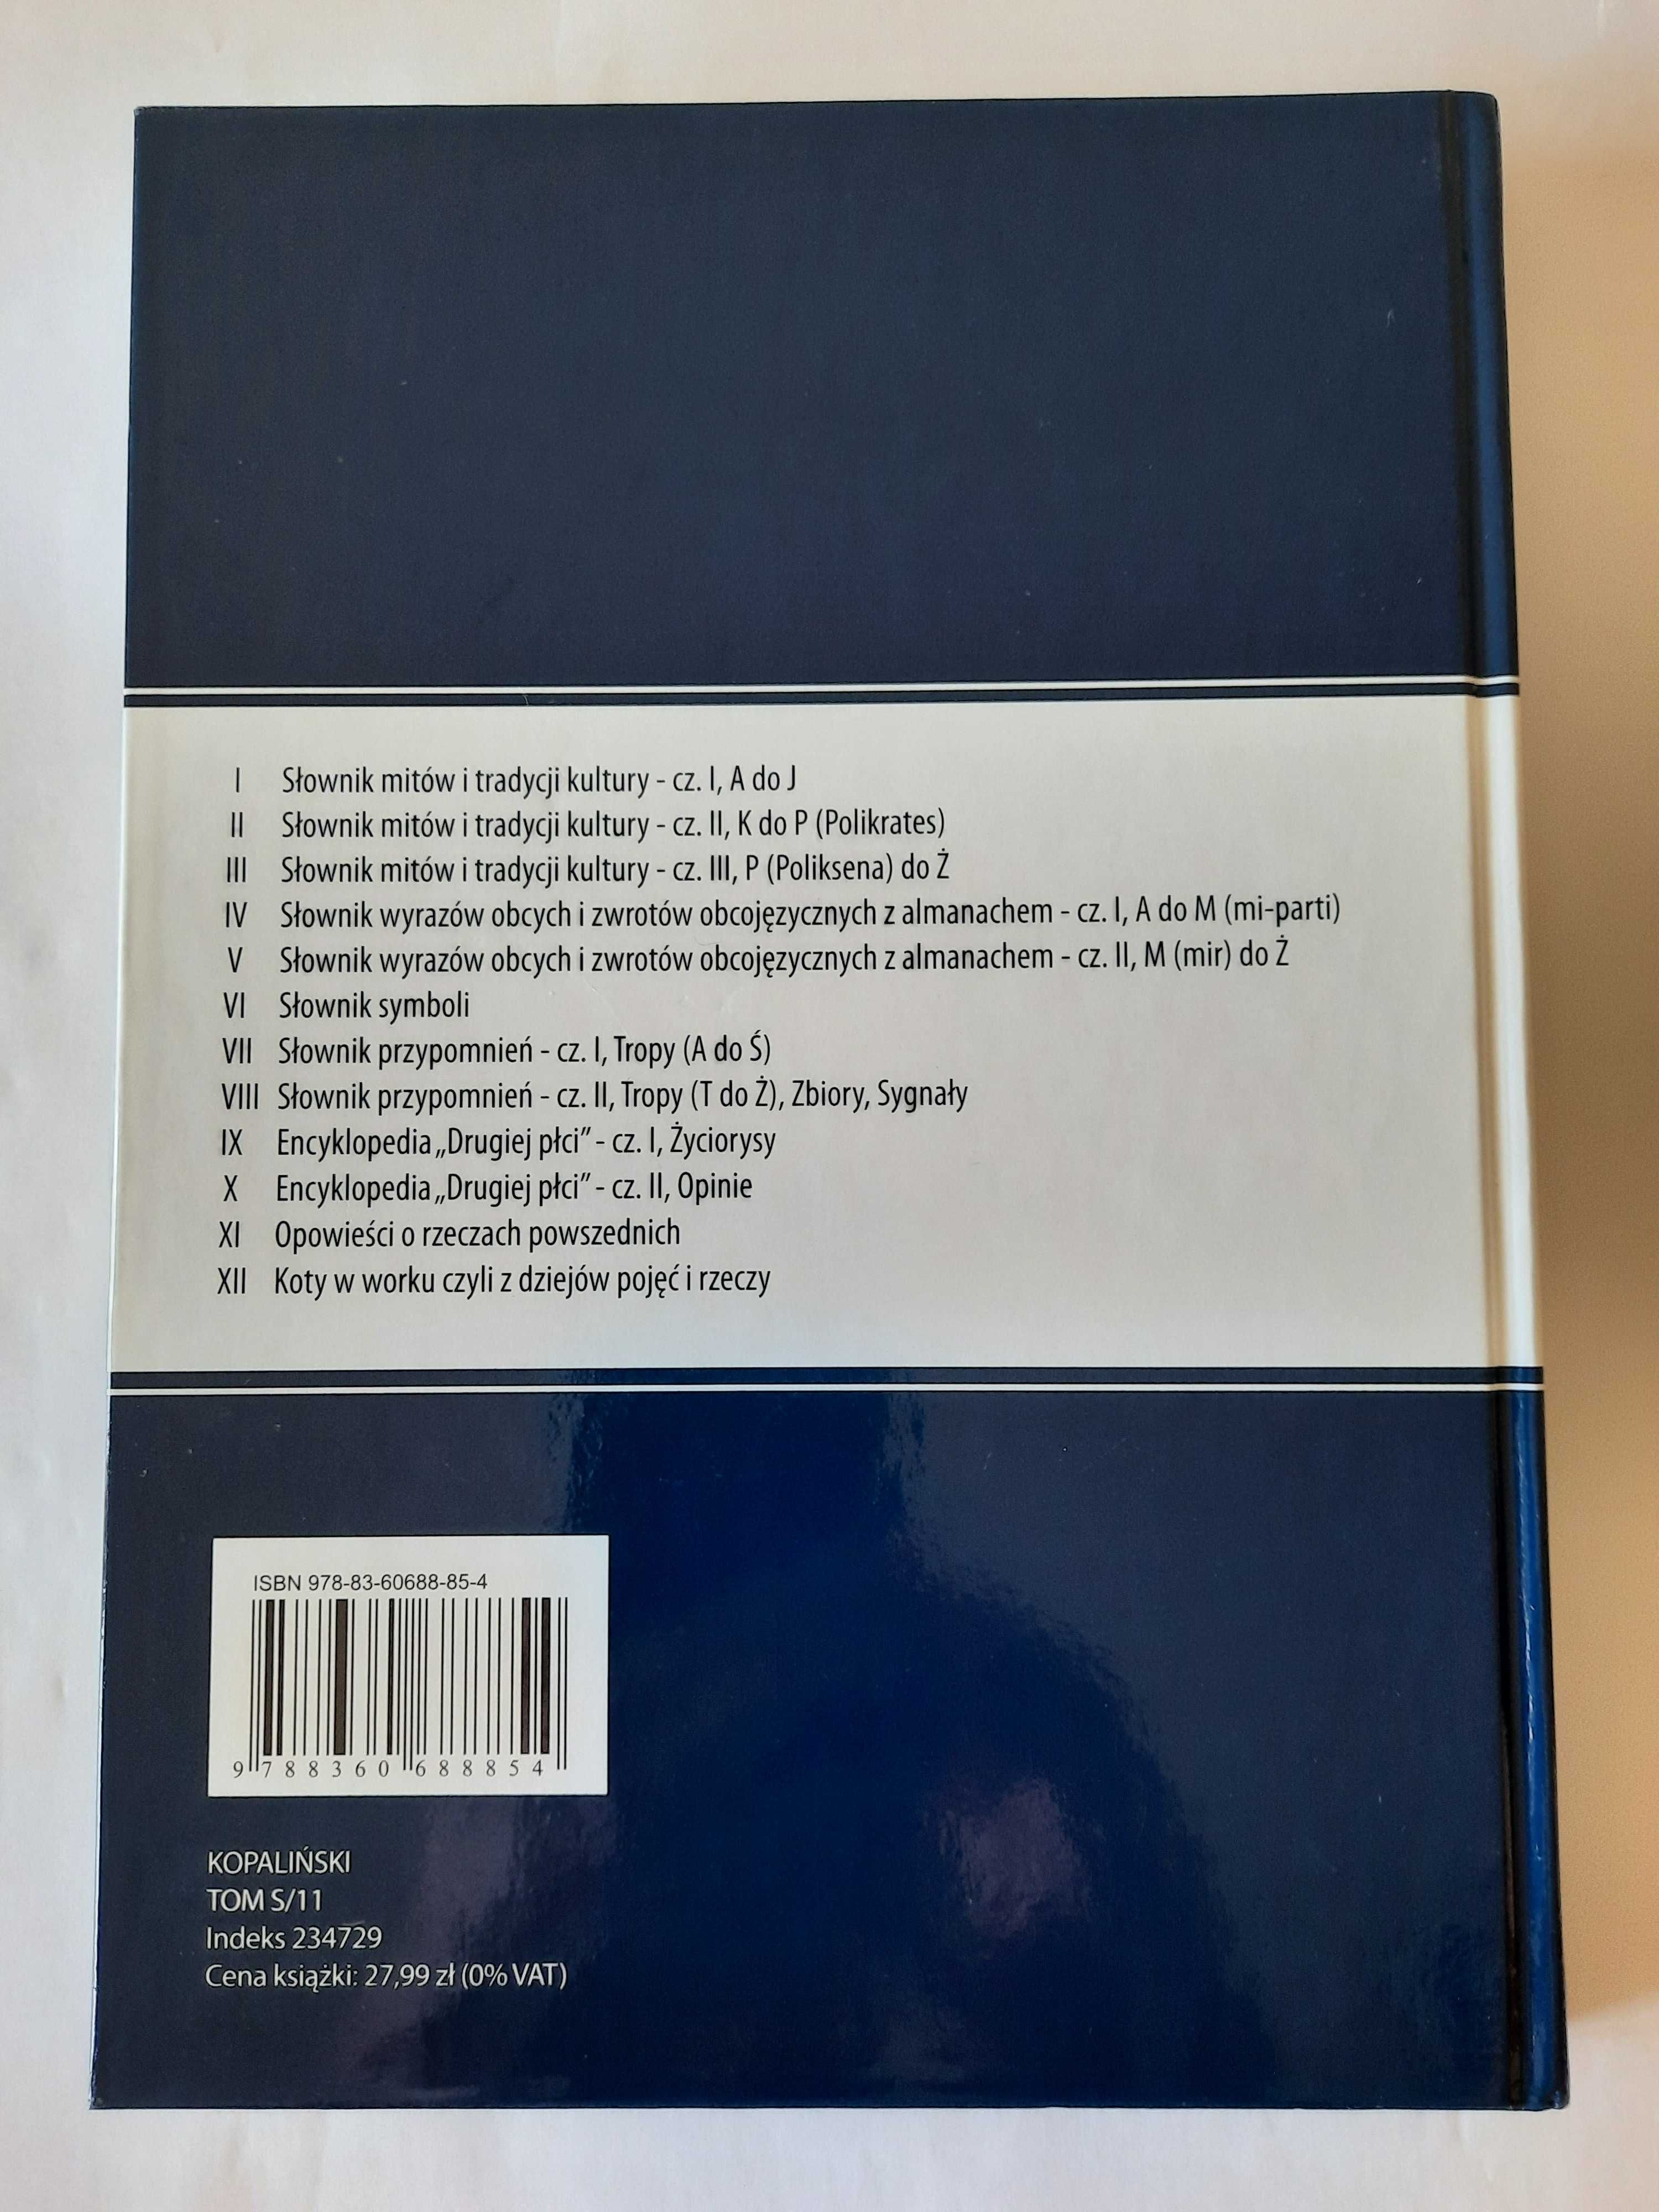 I Słownik mitów i tradycji kultury - cz. I, A do J
II Słownik mitów i tradycji kultury - cz. II, K do P (Polikrates)
III Słownik mitów i tradycji kultury - cz. III, P (Poliksena) do Ż
IV Słownik wyrazów obcych i zwrotów obcojęzycznych z almanachem - cz. I, A do M (mi-parti)
V Słownik wyrazów obcych i zwrotów obcojęzycznych z almanachem - cz. II, M (mir) do Ż
VI Słownik symboli
VII Słownik przypomnień - cz. I, Tropy (A do Ś)
VIII Słownik przypomnień - cz. II, Tropy (T do Ż), Zbiory, Sygnały
IX Encyklopedia „Drugiej płci” - cz. I, Życiorysy
X Encyklopedia „Drugiej płci” - cz. II, Opinie
XI Opowieści o rzeczach powszednich
XII Koty w worku czyli z dziejów pojęć i rzeczy
ISBN 978-83-60688-85-4
9 788360 688854
KOPALIŃSKI
TOM S/11
Indeks 234729
Cena książki: 27,99 zł (0% VAT)